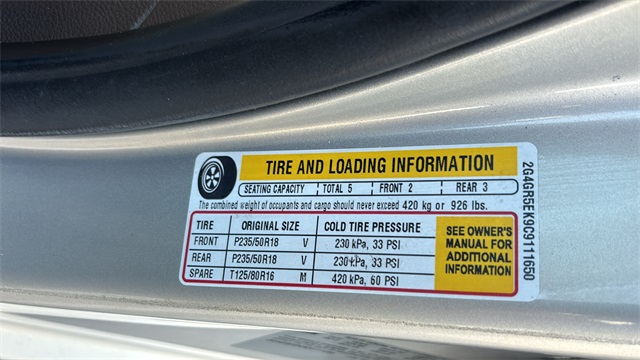 TIRE AND LOADING INFORMATION
SEATING CAPACITY TOTAL 5 FRONT 2 REAR 3
The combined weight of occupants and cargo should never exceed 420 kg or 926 lbs.
TIRE ORIGINAL SIZE COLD TIRE PRESSURE
FRONT P235/50R18 V 230 kPa, 33 PSI
REAR P235/50R18 V 230 kPa, 33 PSI
SPARE T125/80R16 M 420 kPa, 60 PSI
SEE OWNER'S
MANUAL FOR
ADDITIONAL
INFORMATION
2G4GR5EK9C9111650